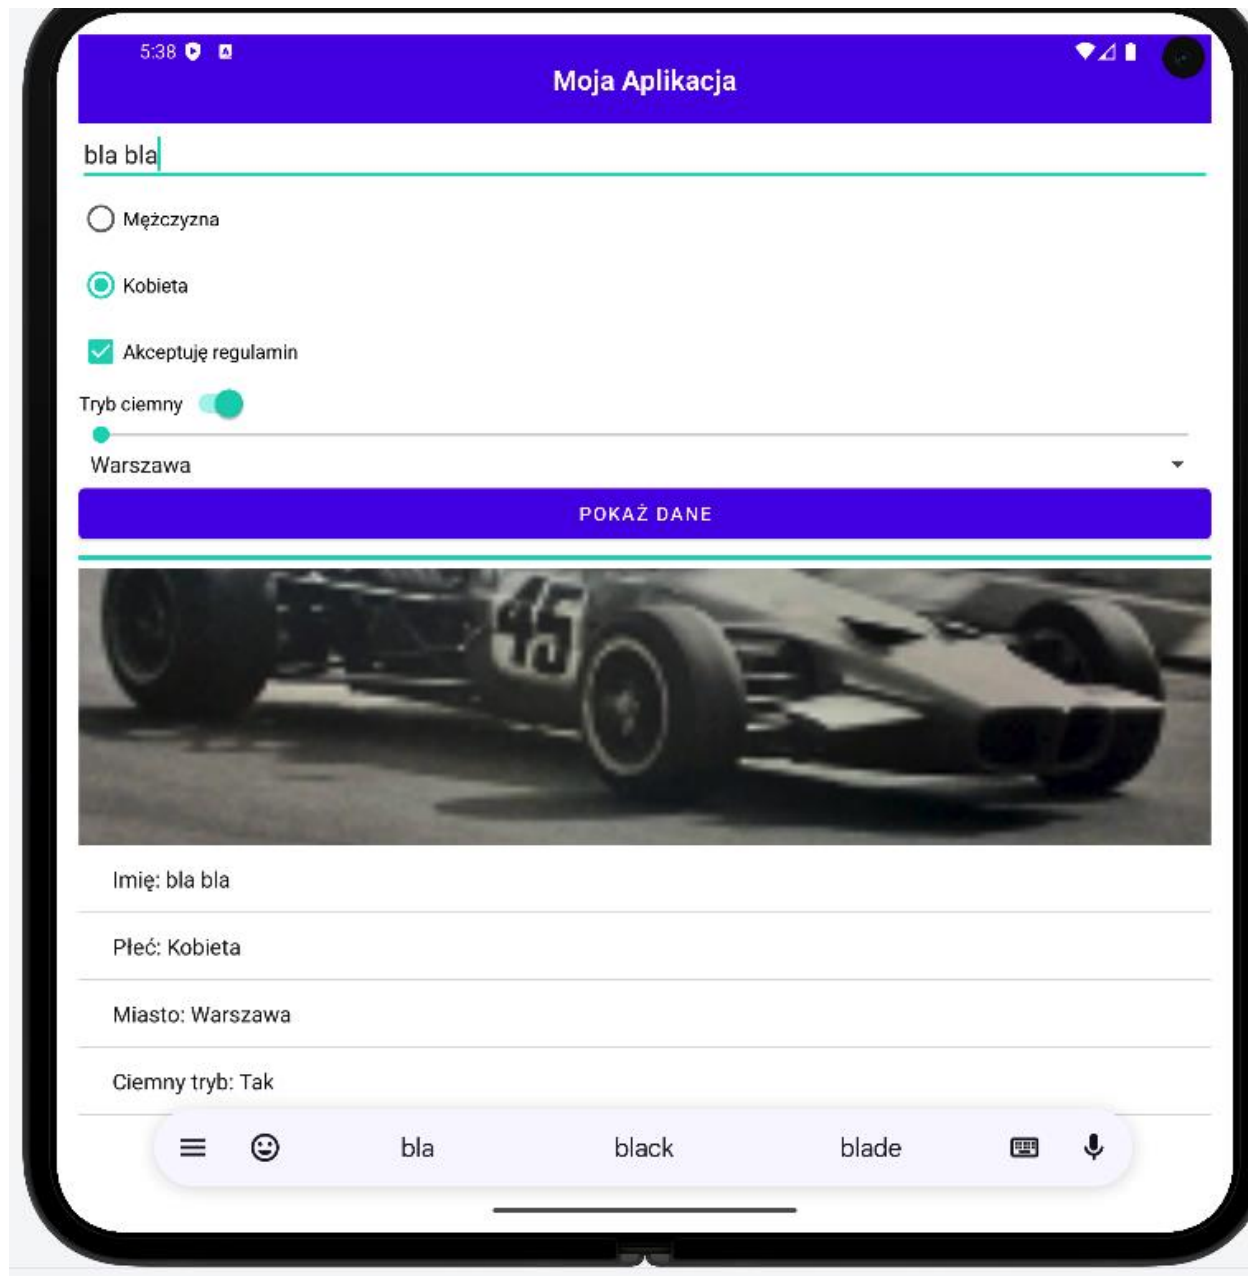 5:38
Moja Aplikacja
bla bla
Mężczyzna
Kobieta
Akceptuję regulamin
Tryb ciemny
Warszawa
POKAŻ DANE
45
Imię: bla bla
Płeć: Kobieta
Miasto: Warszawa
Ciemny tryb: Tak
bla black blade